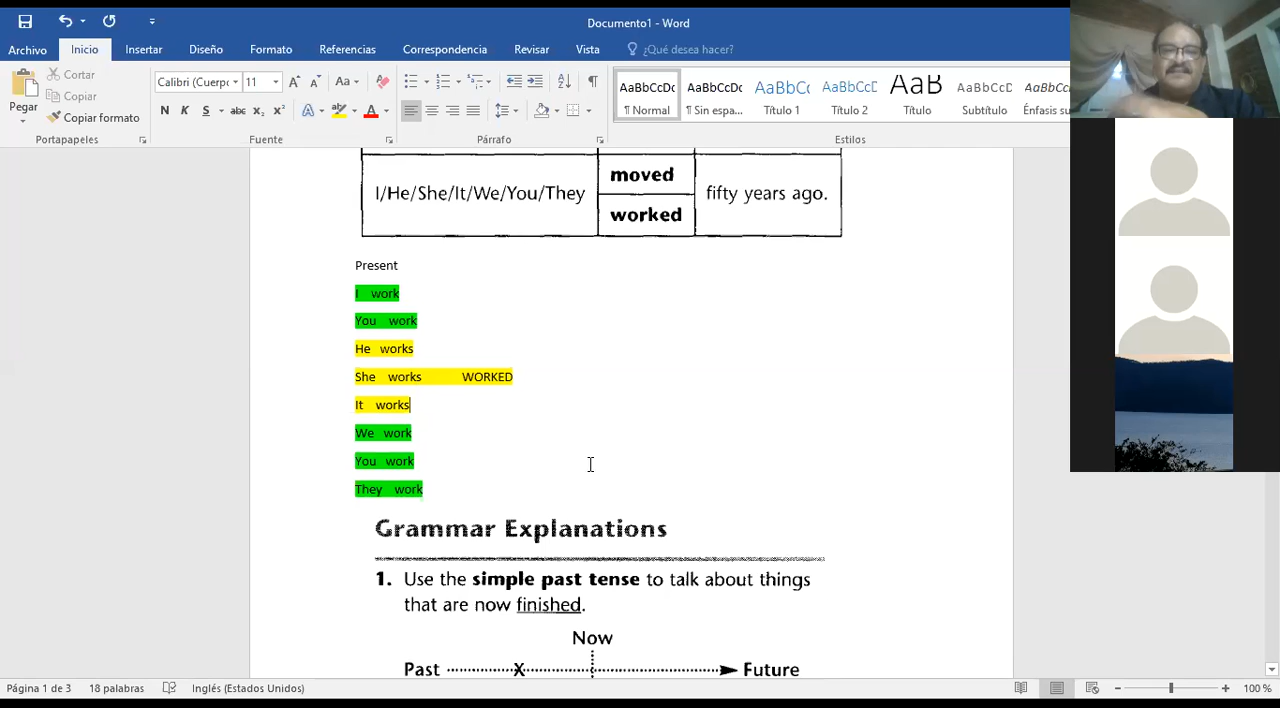 Documento1 - Word
Archivo Inicio Insertar Diseño Formato Referencias Correspondencia Revisar Vista ¿Qué desea hacer?
Pegar
Cortar
Copiar
Copiar formato
Portapapeles
Calibri (Cuerpo 11
Aa
N K S abc x₂ x² A A
Fuente
Párrafo
AaBbCcDc AaBbCcDc AaBbCc AaBbCcD AaB AaBbCcD AaBbCcD
¶ Normal ¶ Sin espa... Título 1 Título 2 Título Subtítulo Énfasis su
Estilos
I/He/She/It/We/You/They moved fifty years ago.
worked
Present
I work
You work
He works
She works WORKED
It works
We work
You work
They work
Grammar Explanations
1. Use the simple past tense to talk about things
that are now finished.
Now
Past X Future
Página 1 de 3 18 palabras Inglés (Estados Unidos) 100 %